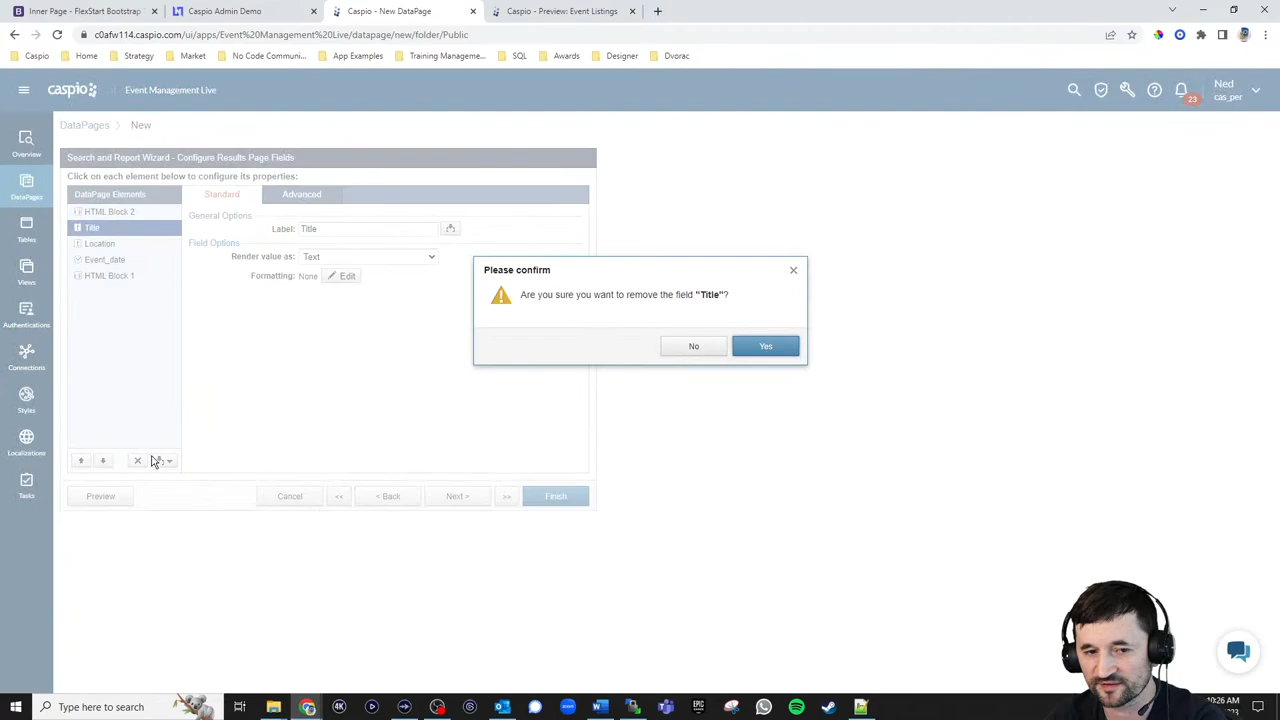 Inner Page - FlexStart Bootstrap
Caspio Admin Demo
Caspio - New DataPage
Caspio - Preview: Event Listings
c0afw114.caspio.com/ui/apps/Event%20Management%20Live/datapage/new/folder/Public
Caspio
Home
Strategy
Market
No Code Commun...
App Examples
Training Manageme...
SQL
Awards
Designer
Dvorac
caspio
Event Management Live
23
Ned
cas_per
DataPages
New
Overview
DataPages
Tables
Views
Authentications
Connections
Styles
Localizations
Tasks
Search and Report Wizard - Configure Results Page Fields
Click on each element below to configure its properties:
DataPage Elements
Standard
Advanced
HTML Block 2
Title
Location
Event_date
HTML Block 1
General Options
Label: Title
Field Options
Render value as: Text
Formatting: None Edit
Please confirm
Are you sure you want to remove the field "Title"?
No
Yes
Preview
Cancel
<<
< Back
Next >
>>
Finish
Type here to search
10:26 AM